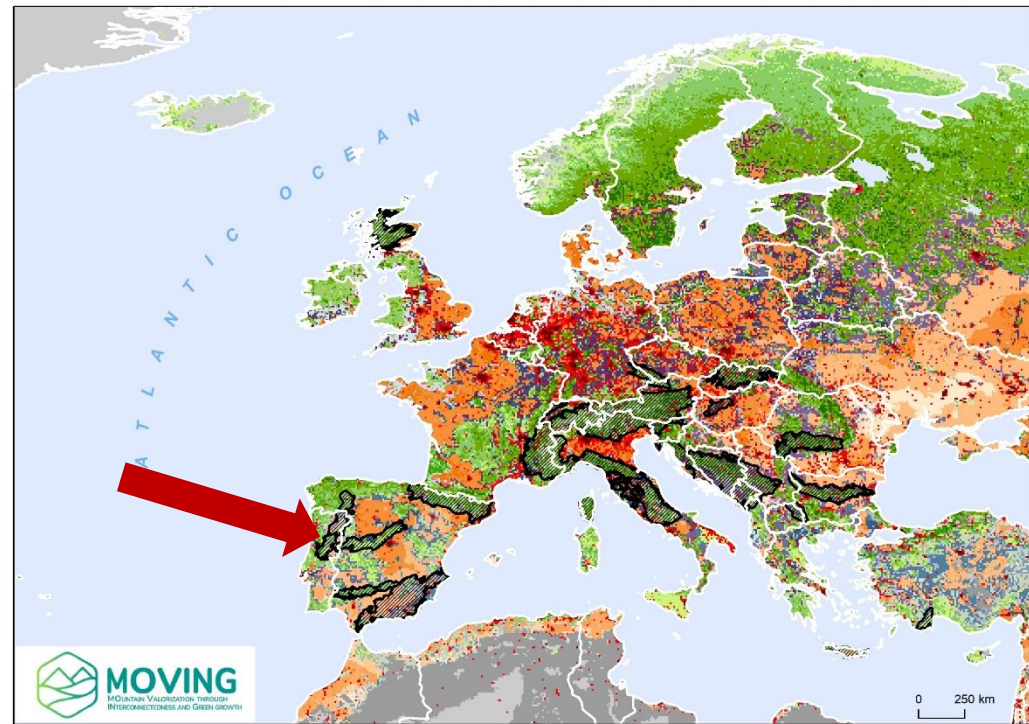 ATLANTIC OCEAN
MOVING
MOUNTAIN VALORIZATION THROUGH
INTERCONNECTEDNESS AND GREEN GROWTH
0 250 km